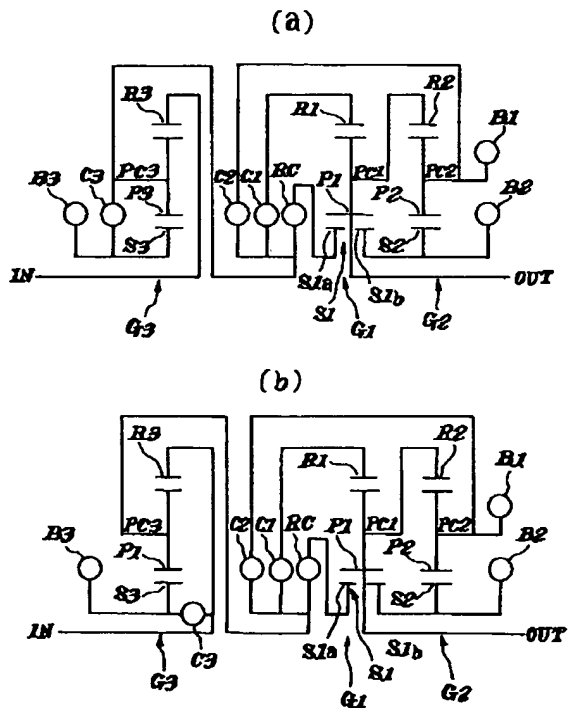 (a)
R3 R1 R2 B1
B3 C3 PC3 P3 C2 C1 RC P1 PC1 P2 PC2 B2
S3 S1a S1 S1b S2
IN OUT
G3 G1 G2
(b)
R3 R1 R2 B1
B3 PC3 P1 C2 C1 RC P1 PC1 P2 PC2 B2
S3 S1a S1 S2
IN C3 S1b OUT
G3 G1 G2